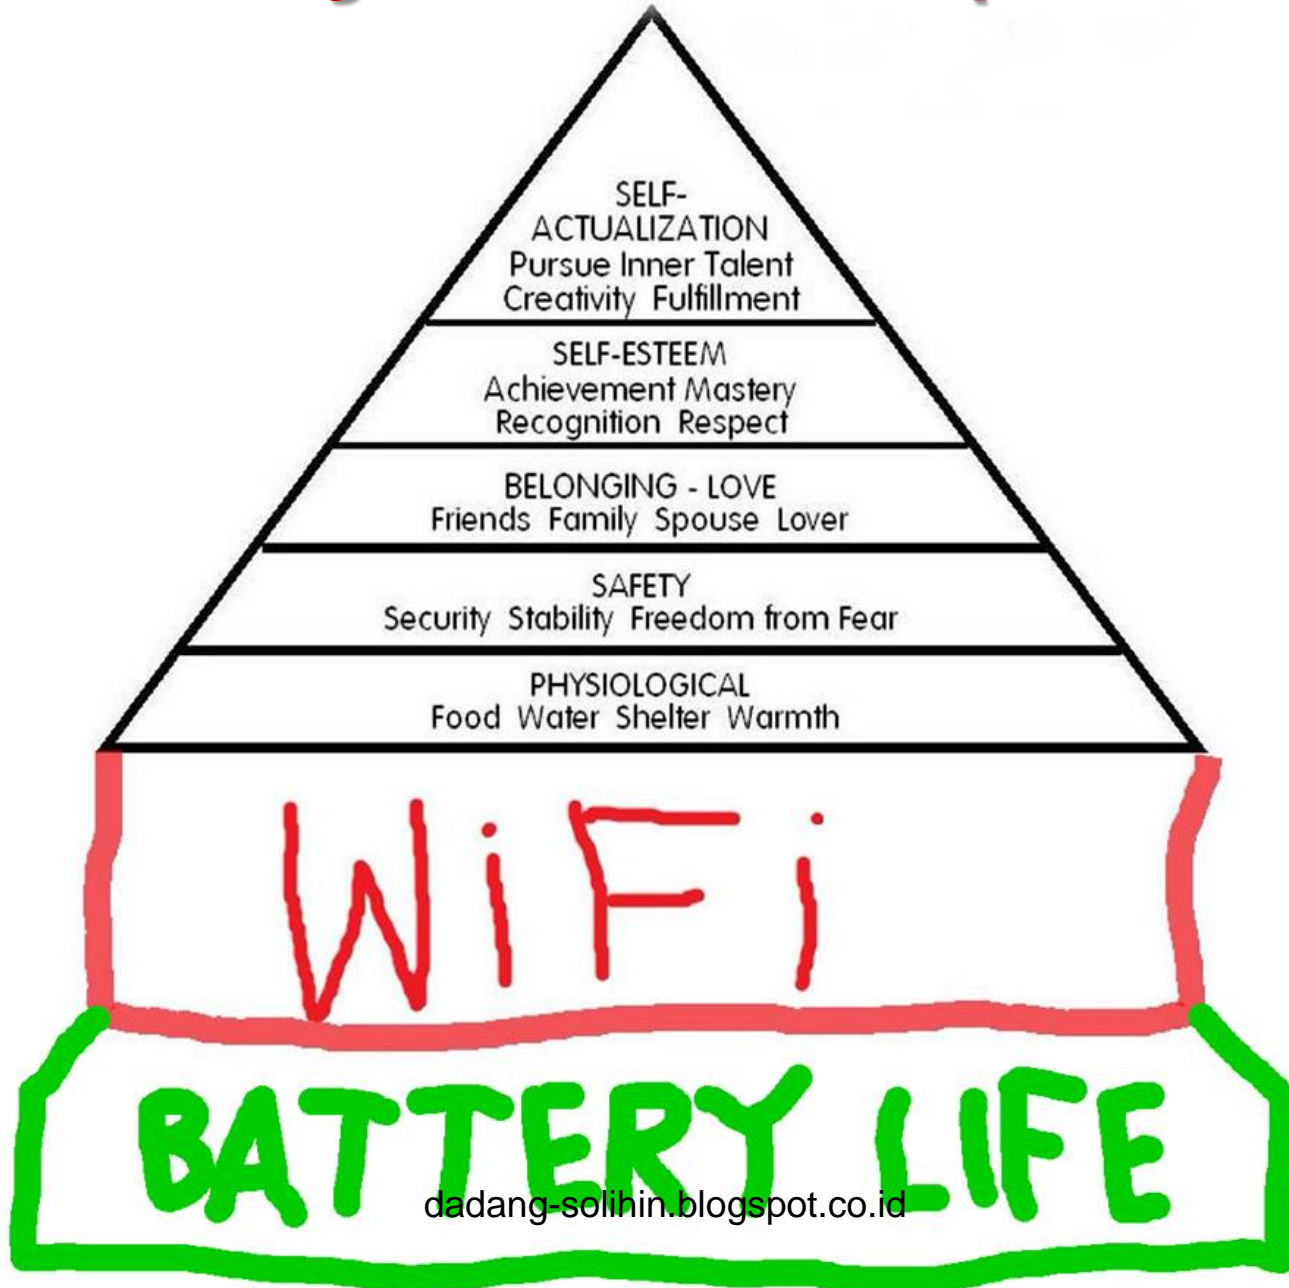 SELF-
ACTUALIZATION
Pursue Inner Talent
Creativity Fulfillment
SELF-ESTEEM
Achievement Mastery
Recognition Respect
BELONGING - LOVE
Friends Family Spouse Lover
SAFETY
Security Stability Freedom from Fear
PHYSIOLOGICAL
Food Water Shelter Warmth
WiFi
BATTERY LIFE
dadang-solihin.blogspot.co.id